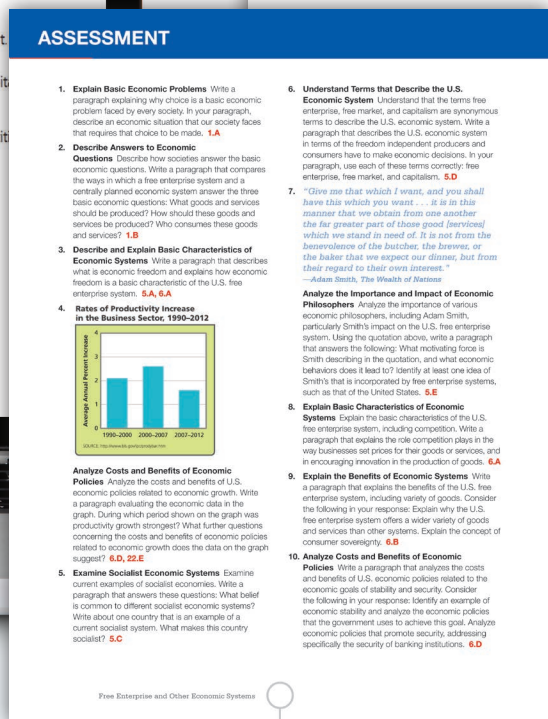 ASSESSMENT
t.
it
iti
1. Explain Basic Economic Problems Write a
paragraph explaining why choice is a basic economic
problem faced by every society. In your paragraph,
describe an economic situation that our society faces
that requires that choice to be made. 1.A
2. Describe Answers to Economic
Questions Describe how societies answer the basic
economic questions. Write a paragraph that compares
the ways in which a free enterprise system and a
centrally planned economic system answer the three
basic economic questions: What goods and services
should be produced? How should these goods and
services be produced? Who consumes these goods
and services? 1.B
3. Describe and Explain Basic Characteristics of
Economic Systems Write a paragraph that describes
what is economic freedom and explains how economic
freedom is a basic characteristic of the U.S. free
enterprise system. 5.A, 6.A
4. Rates of Productivity Increase
in the Business Sector, 1990–2012
Average Annual Percent Increase
4
3
2
1
0
1990–2000 2000–2007 2007–2012
Analyze Costs and Benefits of Economic
Policies Analyze the costs and benefits of U.S.
economic policies related to economic growth. Write
a paragraph evaluating the economic data in the
graph. During which period shown on the graph was
productivity growth strongest? What further questions
concerning the costs and benefits of economic policies
related to economic growth does the data on the graph
suggest? 6.D, 22.E
5. Examine Socialist Economic Systems Examine
current examples of socialist economies. Write a
paragraph that answers these questions: What belief
is common to different socialist economic systems?
Write about one country that is an example of a
current socialist system. What makes this country
socialist? 5.C
6. Understand Terms that Describe the U.S.
Economic System Understand that the terms free
enterprise, free market, and capitalism are synonymous
terms to describe the U.S. economic system. Write a
paragraph that describes the U.S. economic system
in terms of the freedom independent producers and
consumers have to make economic decisions. In your
paragraph, use each of these terms correctly: free
enterprise, free market, and capitalism. 5.D
7. "Give me that which I want, and you shall
have this which you want . . . it is in this
manner that we obtain from one another
the far greater part of those good [services]
which we stand in need of. It is not from the
benevolence of the butcher, the brewer, or
the baker that we expect our dinner, but from
their regard to their own interest."
—Adam Smith, The Wealth of Nations
Analyze the Importance and Impact of Economic
Philosophers Analyze the importance of various
economic philosophers, including Adam Smith,
particularly Smith's impact on the U.S. free enterprise
system. Using the quotation above, write a paragraph
that answers the following: What motivating force is
Smith describing in the quotation, and what economic
behaviors does it lead to? Identify at least one idea of
Smith's that is incorporated by free enterprise systems,
such as that of the United States. 5.E
8. Explain Basic Characteristics of Economic
Systems Explain the basic characteristics of the U.S.
free enterprise system, including competition. Write a
paragraph that explains the role competition plays in the
way businesses set prices for their goods or services, and
in encouraging innovation in the production of goods. 6.A
9. Explain the Benefits of Economic Systems Write
a paragraph that explains the benefits of the U.S. free
enterprise system, including variety of goods. Consider
the following in your response: Explain why the U.S.
free enterprise system offers a wider variety of goods
and services than other systems. Explain the concept of
consumer sovereignty. 6.B
10. Analyze Costs and Benefits of Economic
Policies Write a paragraph that analyzes the costs
and benefits of U.S. economic policies related to the
economic goals of stability and security. Consider
the following in your response: Identify an example of
economic stability and analyze the economic policies
that the government uses to achieve this goal. Analyze
economic policies that promote security, addressing
specifically the security of banking institutions. 6.D
Free Enterprise and Other Economic Systems